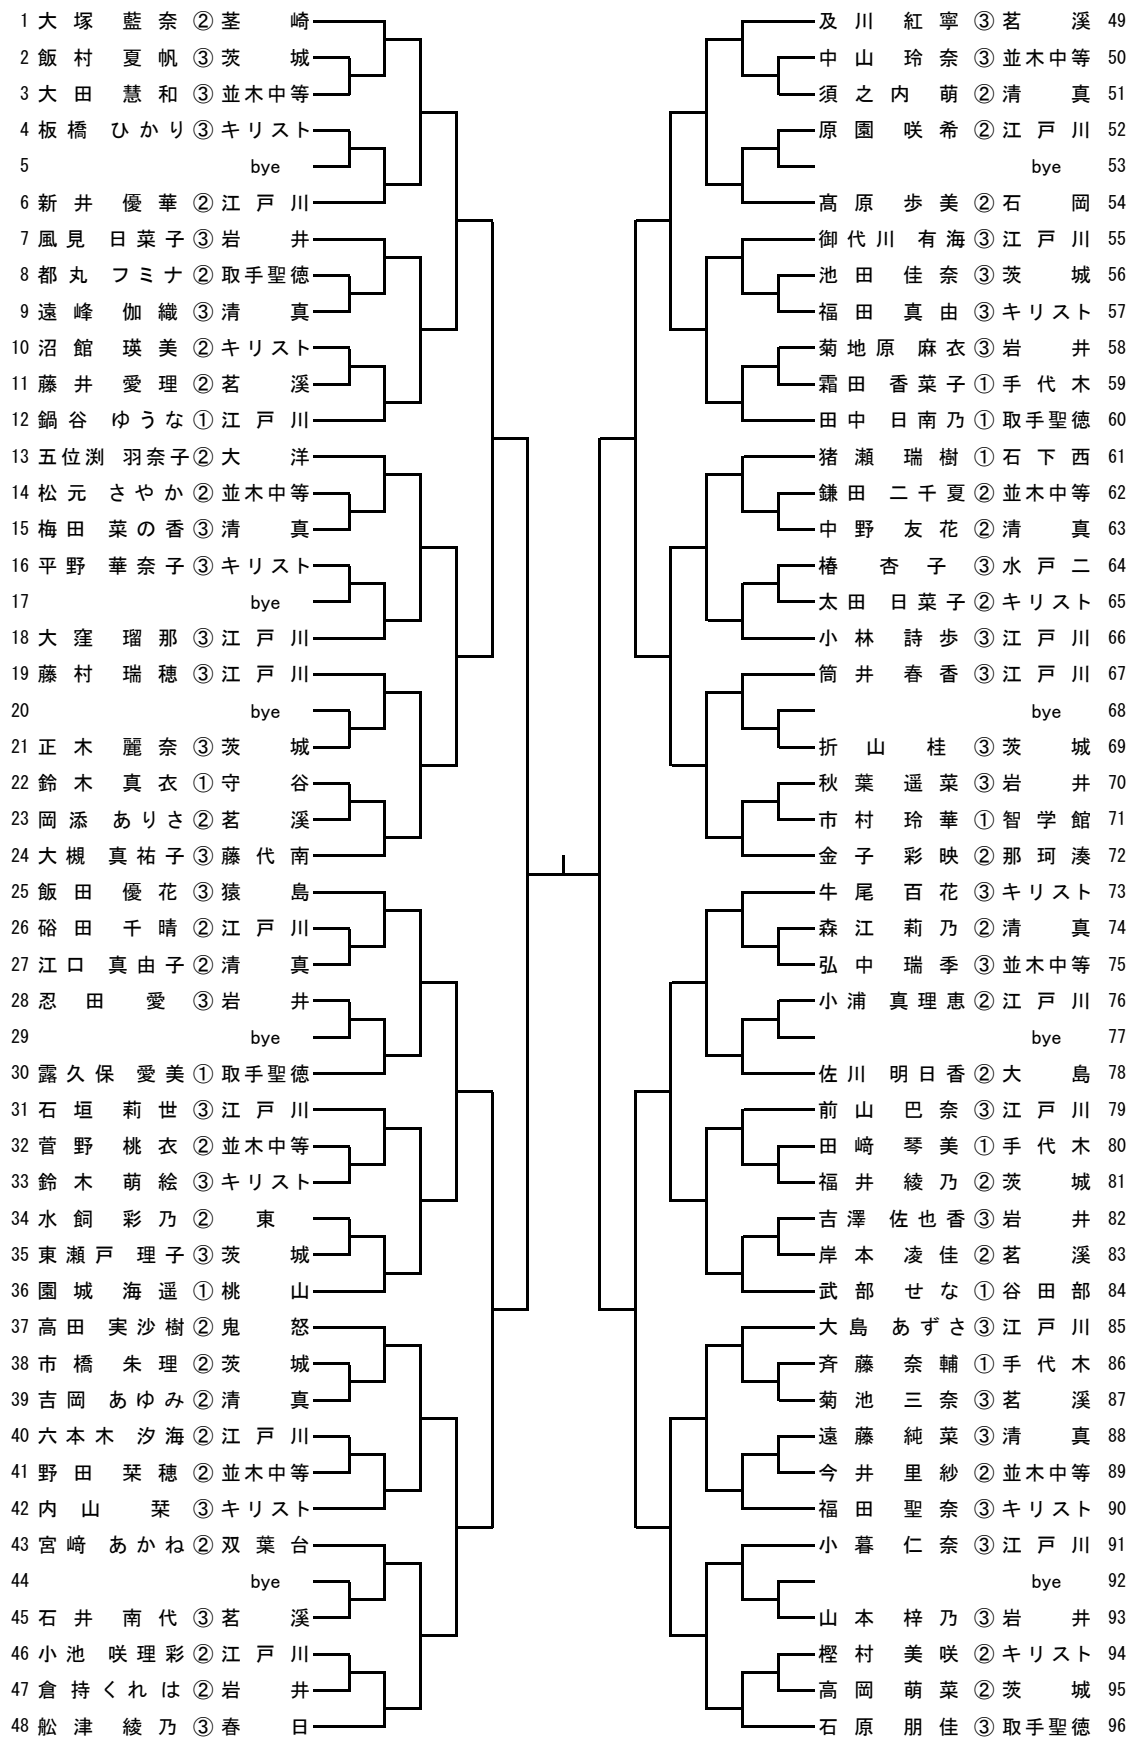 1 大塚 藍奈 ② 茎崎
2 飯村 夏帆 ③ 茨城
3 大田 慧和 ③ 並木中等
4 板橋 ひかり ③ キリスト
5 bye
6 新井 優華 ② 江戸川
7 風見 日菜子 ③ 岩井
8 都丸 フミナ ② 取手聖徳
9 遠峰 伽織 ③ 清真
10 沼館 瑛美 ② キリスト
11 藤井 愛理 ② 茗溪
12 鍋谷 ゆうな ① 江戸川
13 五位渕 羽奈子 ② 大洋
14 松元 さやか ② 並木中等
15 梅田 菜の香 ③ 清真
16 平野 華奈子 ③ キリスト
17 bye
18 大窪 瑠那 ③ 江戸川
19 藤村 瑞穂 ③ 江戸川
20 bye
21 正木 麗奈 ③ 茨城
22 鈴木 真衣 ① 守谷
23 岡添 ありさ ② 茗溪
24 大槻 真祐子 ③ 藤代南
25 飯田 優花 ③ 猿島
26 硲田 千晴 ② 江戸川
27 江口 真由子 ② 清真
28 忍田 愛 ③ 岩井
29 bye
30 露久保 愛美 ① 取手聖徳
31 石垣 莉世 ③ 江戸川
32 菅野 桃衣 ② 並木中等
33 鈴木 萌絵 ③ キリスト
34 水飼 彩乃 ② 東
35 東瀬戸 理子 ③ 茨城
36 園城 海遥 ① 桃山
37 高田 実沙樹 ② 鬼怒
38 市橋 朱理 ② 茨城
39 吉岡 あゆみ ② 清真
40 六本木 汐海 ② 江戸川
41 野田 栞穂 ② 並木中等
42 内山 栞 ③ キリスト
43 宮﨑 あかね ② 双葉台
44 bye
45 石井 南代 ③ 茗溪
46 小池 咲理彩 ② 江戸川
47 倉持 くれは ② 岩井
48 舩津 綾乃 ③ 春日
及川 紅寧 ③ 茗溪 49
中山 玲奈 ③ 並木中等 50
須之内 萌 ② 清真 51
原園 咲希 ② 江戸川 52
bye 53
髙原 歩美 ② 石岡 54
御代川 有海 ③ 江戸川 55
池田 佳奈 ③ 茨城 56
福田 真由 ③ キリスト 57
菊地原 麻衣 ③ 岩井 58
霜田 香菜子 ① 手代木 59
田中 日南乃 ① 取手聖徳 60
猪瀬 瑞樹 ① 石下西 61
鎌田 二千夏 ② 並木中等 62
中野 友花 ② 清真 63
椿 杏子 ③ 水戸二 64
太田 日菜子 ② キリスト 65
小林 詩歩 ③ 江戸川 66
筒井 春香 ③ 江戸川 67
bye 68
折山 桂 ③ 茨城 69
秋葉 遥菜 ③ 岩井 70
市村 玲華 ① 智学館 71
金子 彩映 ② 那珂湊 72
牛尾 百花 ③ キリスト 73
森江 莉乃 ② 清真 74
弘中 瑞季 ③ 並木中等 75
小浦 真理恵 ② 江戸川 76
bye 77
佐川 明日香 ② 大島 78
前山 巴奈 ③ 江戸川 79
田﨑 琴美 ① 手代木 80
福井 綾乃 ② 茨城 81
吉澤 佐也香 ③ 岩井 82
岸本 凌佳 ② 茗溪 83
武部 せな ① 谷田部 84
大島 あずさ ③ 江戸川 85
斉藤 奈輔 ① 手代木 86
菊池 三奈 ③ 茗溪 87
遠藤 純菜 ③ 清真 88
今井 里紗 ② 並木中等 89
福田 聖奈 ③ キリスト 90
小暮 仁奈 ③ 江戸川 91
bye 92
山本 梓乃 ③ 岩井 93
樫村 美咲 ② キリスト 94
高岡 萌菜 ② 茨城 95
石原 朋佳 ③ 取手聖徳 96